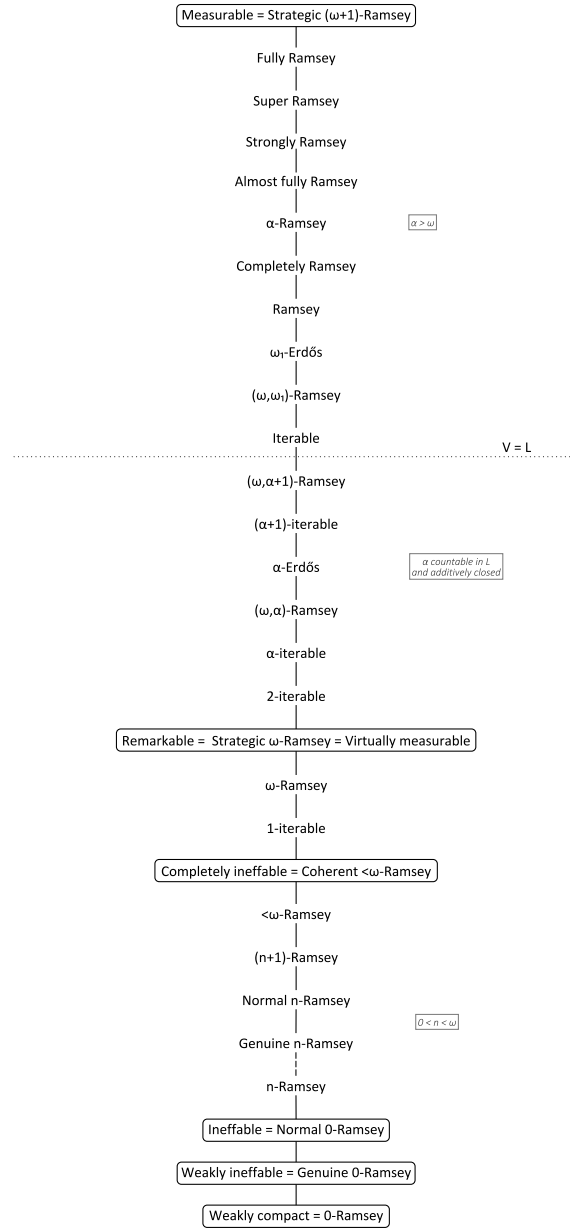 Measurable = Strategic (ω+1)-Ramsey
Fully Ramsey
Super Ramsey
Strongly Ramsey
Almost fully Ramsey
α-Ramsey
α > ω
Completely Ramsey
Ramsey
ω₁-Erdős
(ω,ω₁)-Ramsey
Iterable
V = L
(ω,α+1)-Ramsey
(α+1)-iterable
α-Erdős
α countable in L
and additively closed
(ω,α)-Ramsey
α-iterable
2-iterable
Remarkable = Strategic ω-Ramsey = Virtually measurable
ω-Ramsey
1-iterable
Completely ineffable = Coherent <ω-Ramsey
<ω-Ramsey
(n+1)-Ramsey
Normal n-Ramsey
0 < n < ω
Genuine n-Ramsey
n-Ramsey
Ineffable = Normal 0-Ramsey
Weakly ineffable = Genuine 0-Ramsey
Weakly compact = 0-Ramsey